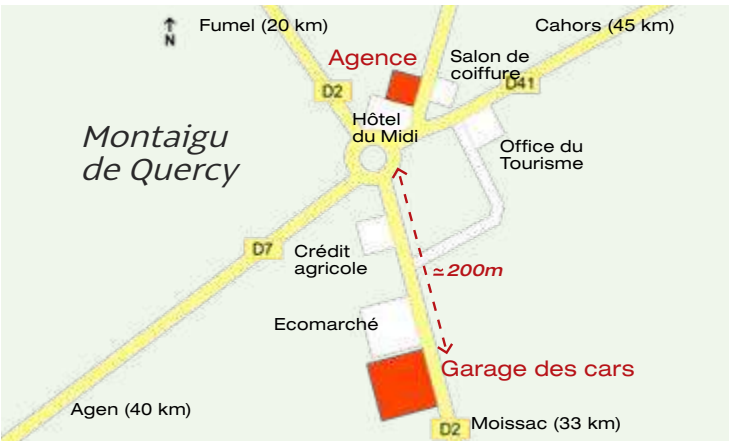 N
Fumel (20 km)
Cahors (45 km)
Agence
Salon de
coiffure
D41
D2
Hôtel
du Midi
Montaigu
de Quercy
Office du
Tourisme
D7
Crédit
agricole
≃200m
Ecomarché
Garage des cars
Agen (40 km)
D2
Moissac (33 km)